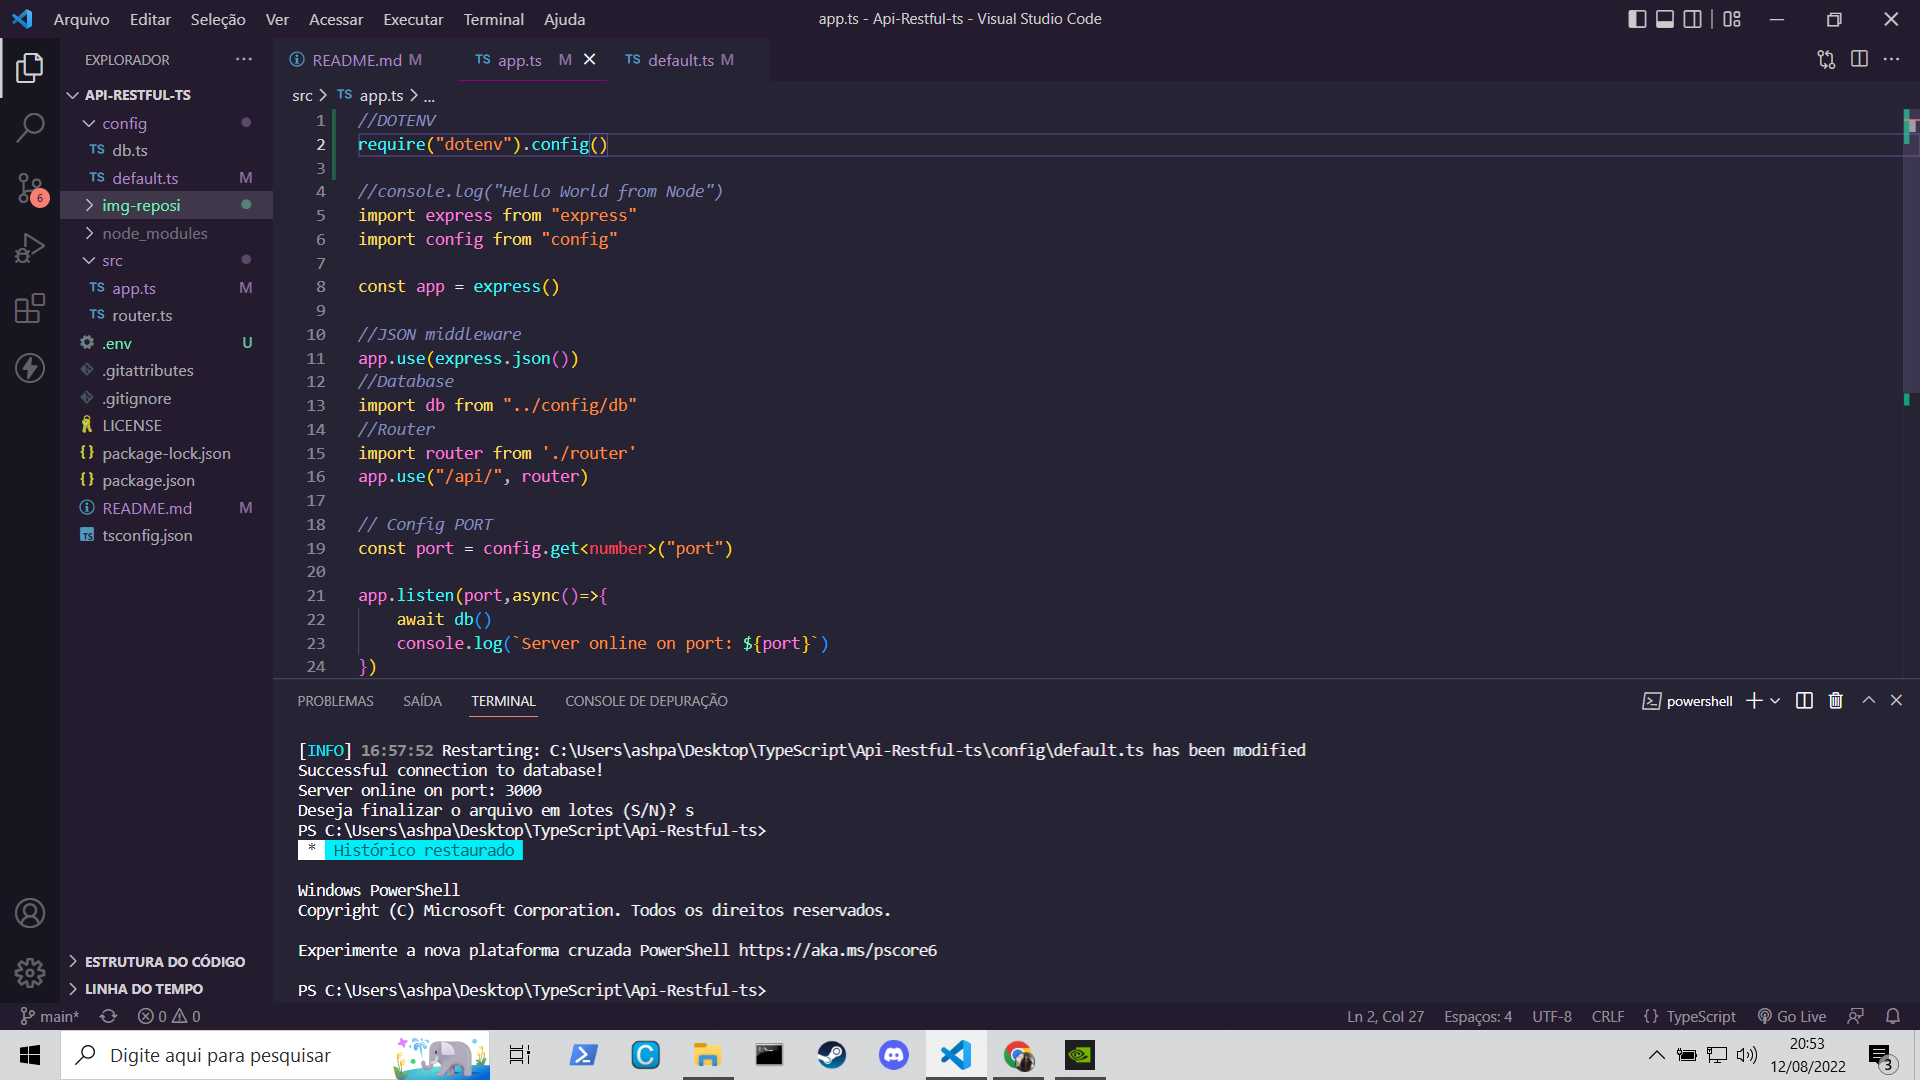 Arquivo Editar Seleção Ver Acessar Executar Terminal Ajuda
app.ts - Api-Restful-ts - Visual Studio Code
EXPLORADOR
API-RESTFUL-TS
config
TS db.ts
TS default.ts M
img-reposi
node_modules
src
TS app.ts M
TS router.ts
.env U
.gitattributes
.gitignore
LICENSE
{} package-lock.json
{} package.json
README.md M
TS tsconfig.json
ESTRUTURA DO CÓDIGO
LINHA DO TEMPO
6
README.md M
TS app.ts M
TS default.ts M
src > TS app.ts > ...
1 //DOTENV
2 require("dotenv").config()
3
4 //console.log("Hello World from Node")
5 import express from "express"
6 import config from "config"
7
8 const app = express()
9
10 //JSON middleware
11 app.use(express.json())
12 //Database
13 import db from "../config/db"
14 //Router
15 import router from './router'
16 app.use("/api/", router)
17
18 // Config PORT
19 const port = config.get<number>("port")
20
21 app.listen(port,async()=>{
22 await db()
23 console.log(`Server online on port: ${port}`)
24 })
PROBLEMAS SAÍDA TERMINAL CONSOLE DE DEPURAÇÃO
powershell
[INFO] 16:57:52 Restarting: C:\Users\ashpa\Desktop\TypeScript\Api-Restful-ts\config\default.ts has been modified
Successful connection to database!
Server online on port: 3000
Deseja finalizar o arquivo em lotes (S/N)? s
PS C:\Users\ashpa\Desktop\TypeScript\Api-Restful-ts>
* Histórico restaurado
Windows PowerShell
Copyright (C) Microsoft Corporation. Todos os direitos reservados.
Experimente a nova plataforma cruzada PowerShell https://aka.ms/pscore6
PS C:\Users\ashpa\Desktop\TypeScript\Api-Restful-ts>
main* 0 0
Ln 2, Col 27 Espaços: 4 UTF-8 CRLF {} TypeScript Go Live
Digite aqui para pesquisar
20:53
12/08/2022
3